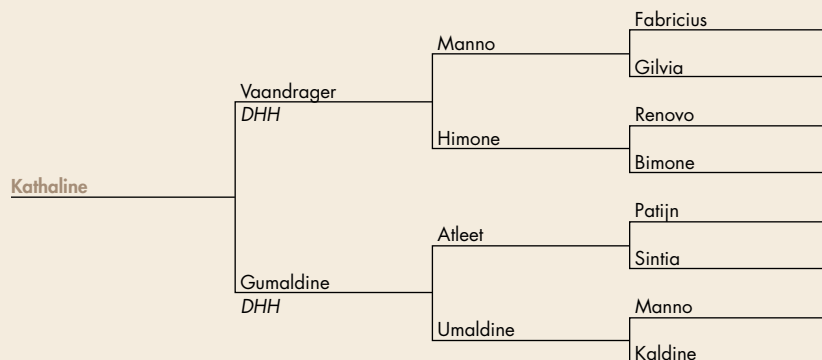 Fabricius
Manno
Gilvia
Vaandrager
DHH
Renovo
Himone
Bimone
Kathaline
Patijn
Atleet
Sintia
Gumaldine
DHH
Manno
Umaldine
Kaldine